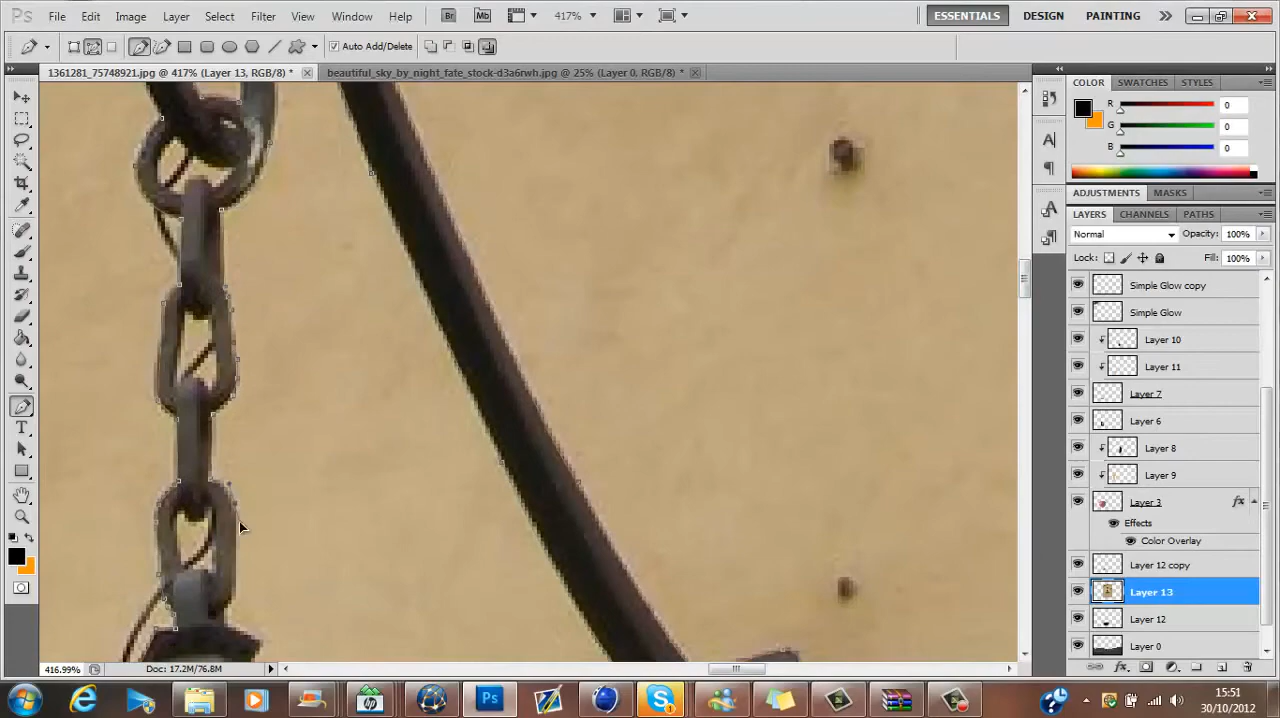 Ps File Edit Image Layer Select Filter View Window Help Br Mb 417% ESSENTIALS DESIGN PAINTING
Auto Add/Delete
1361281_75748921.jpg @ 417% (Layer 13, RGB/8) * beautiful_sky_by_night_fate_stock-d3a6rwh.jpg @ 25% (Layer 0, RGB/8) *
COLOR SWATCHES STYLES
R 0
G 0
B 0
ADJUSTMENTS MASKS
LAYERS CHANNELS PATHS
Normal Opacity: 100%
Lock: Fill: 100%
Simple Glow copy
Simple Glow
Layer 10
Layer 11
Layer 7
Layer 6
Layer 8
Layer 9
Layer 3 fx
Effects
Color Overlay
Layer 12 copy
Layer 13
Layer 12
Layer 0
416.99% Doc: 17.2M/76.8M
15:51
30/10/2012